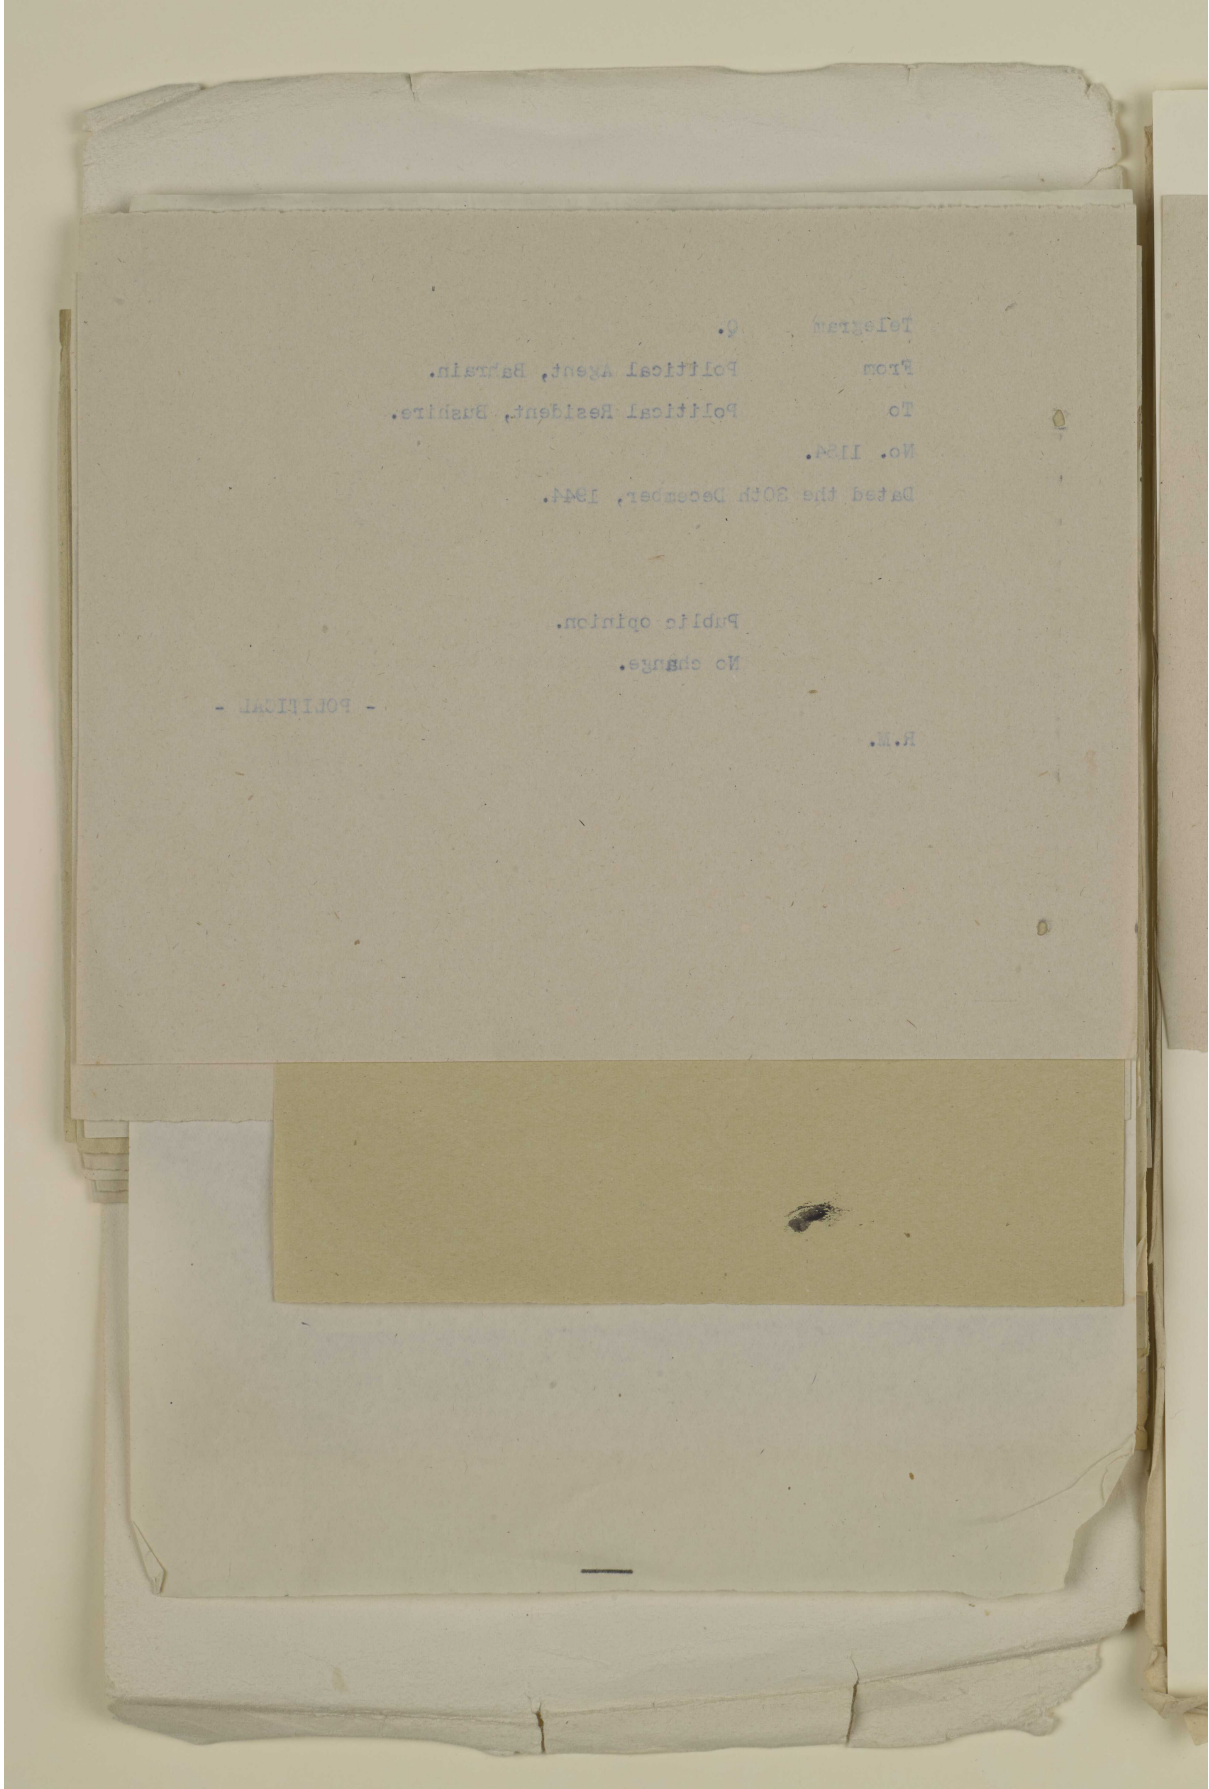 Telegram Q.
From Political Agent, Bahrain.
To Political Resident, Bushire.
No. 1184.
Dated the 30th December, 1944.
Public opinion.
No change.
- POLITICAL -
R.M.